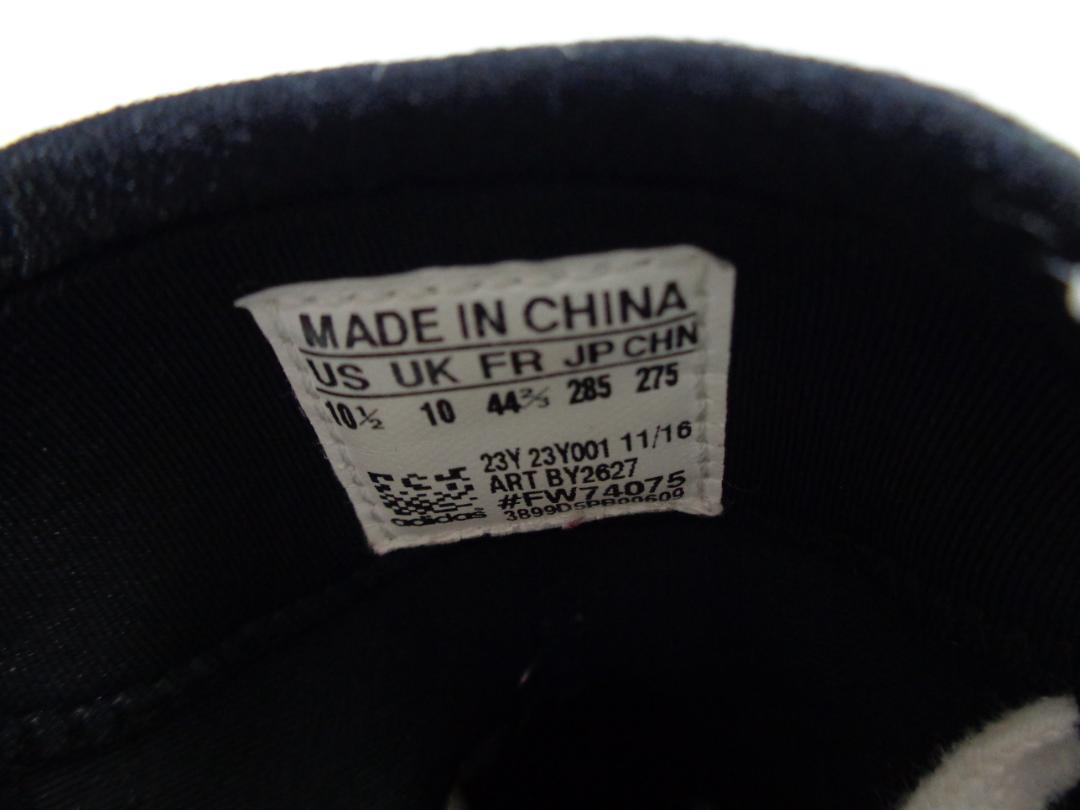 MADE IN CHINA
US UK FR JP CHN
10½ 10 44⅔ 285 275
23Y 23Y001 11/16
ART BY2627
#FW74075
adidas